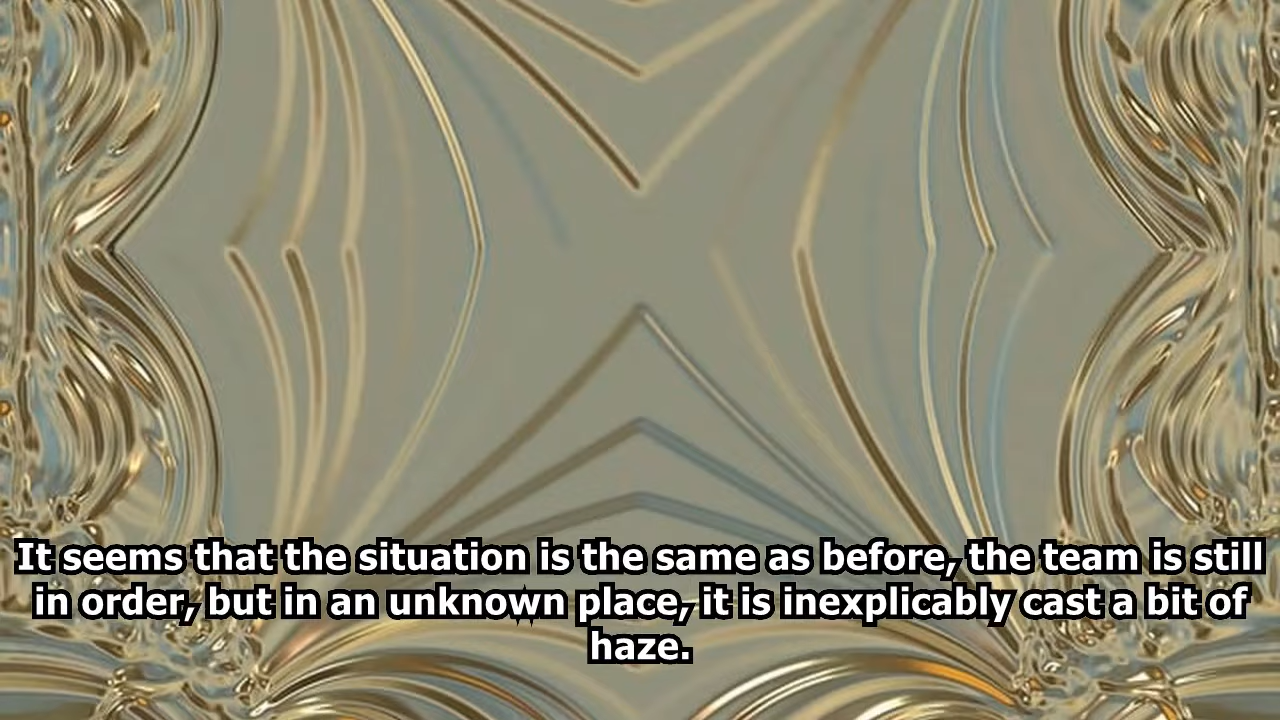 It seems that the situation is the same as before, the team is still
in order, but in an unknown place, it is inexplicably cast a bit of
haze.